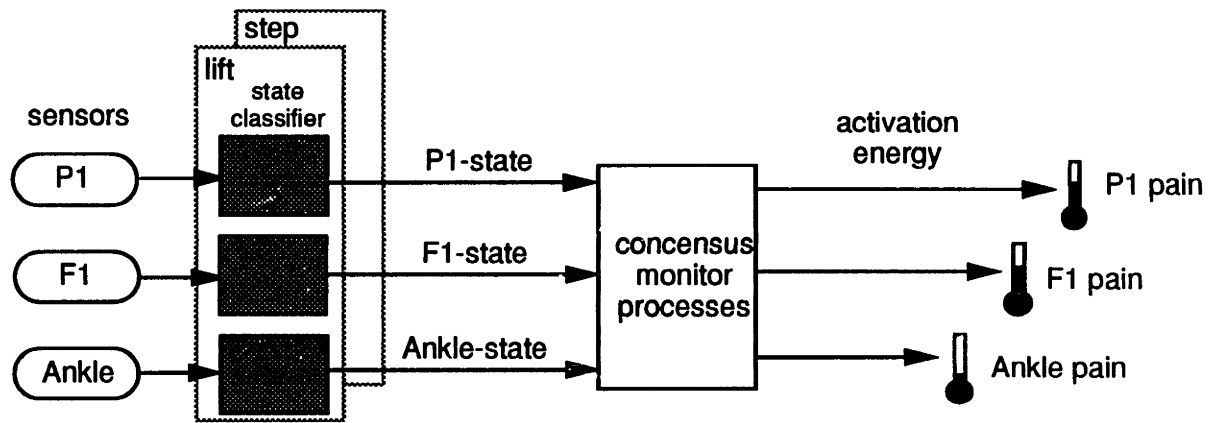 step
lift
state
classifier
sensors
P1
F1
Ankle
P1-state
F1-state
Ankle-state
concensus
monitor
processes
activation
energy
P1 pain
F1 pain
Ankle pain